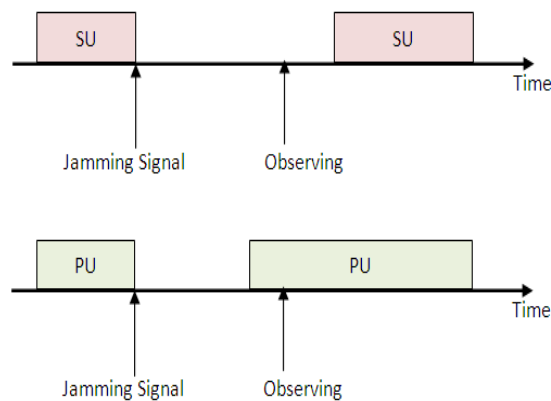 SU
SU
Time
Jamming Signal
Observing
PU
PU
Time
Jamming Signal
Observing